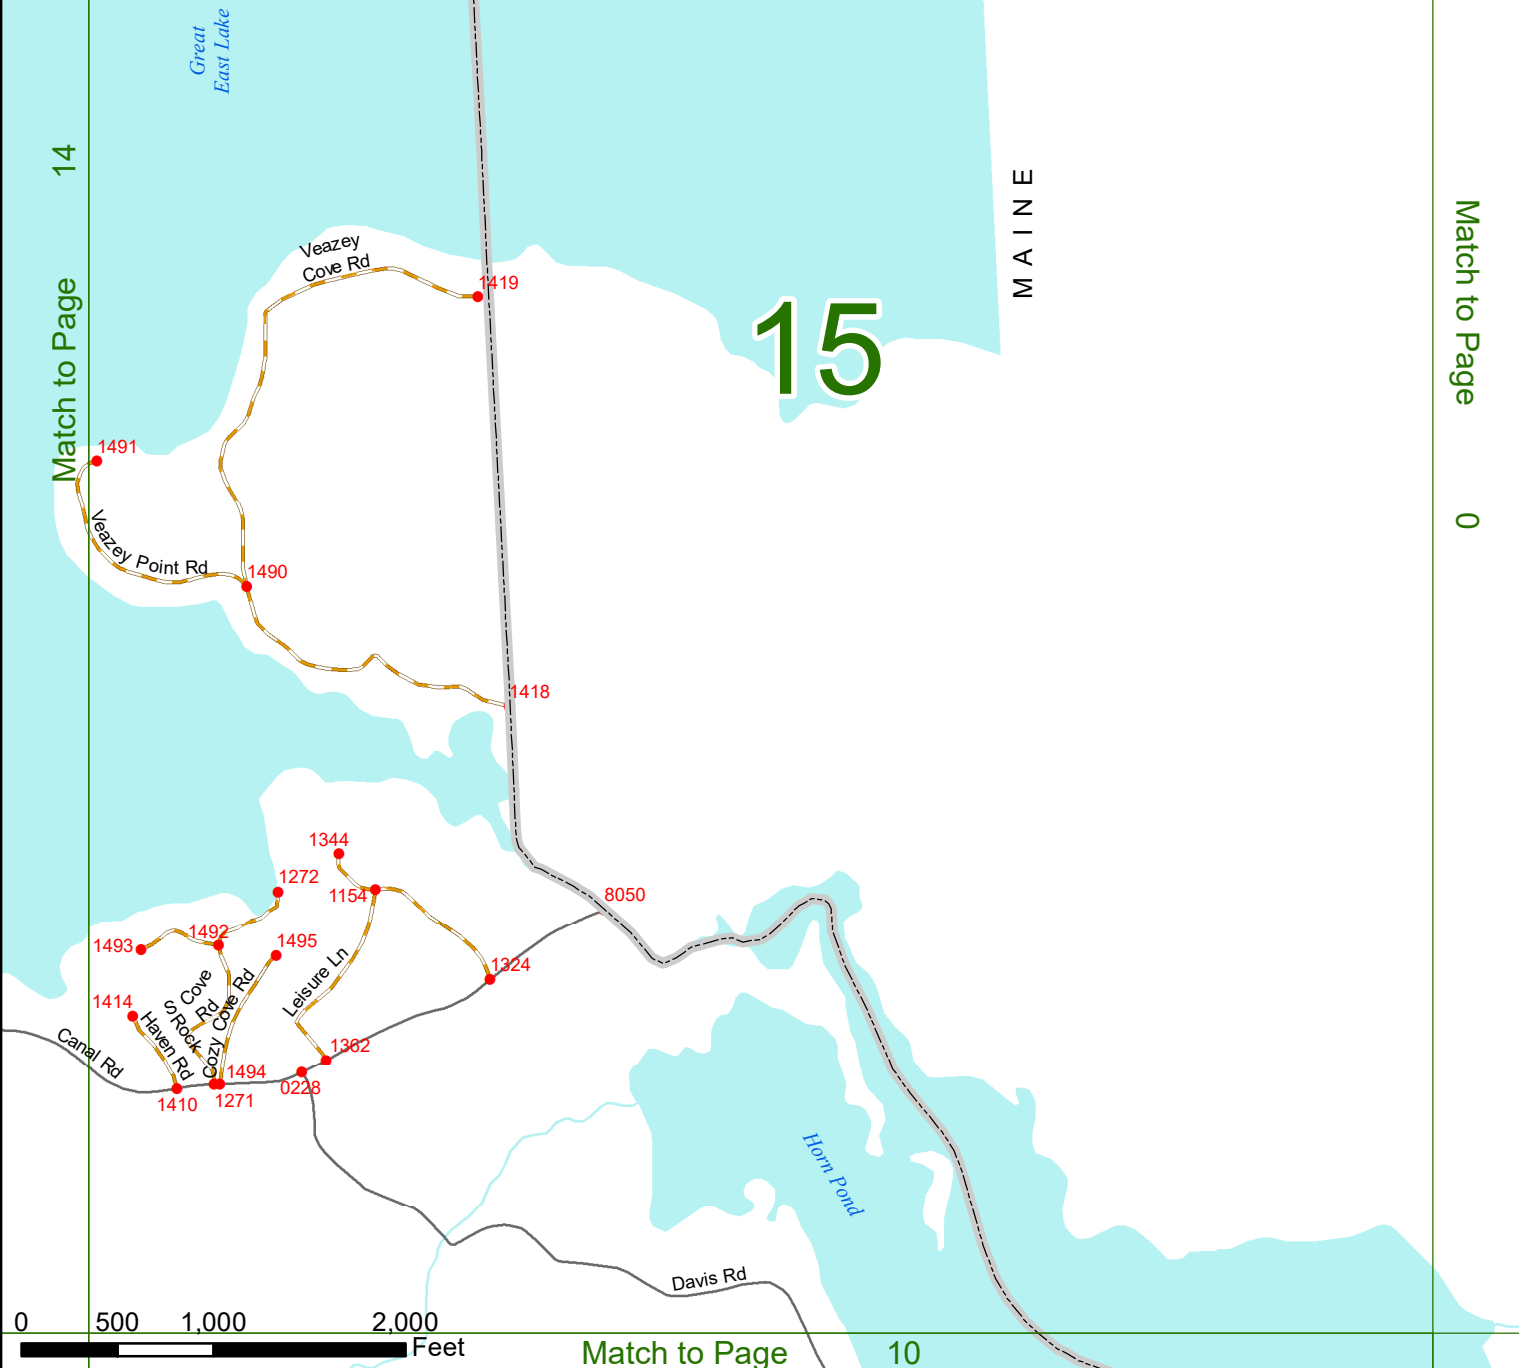 Great
East Lake
14
Match to Page
MAINE
Match to Page
0
Veazey
Cove Rd
1419
15
1491
Veazey Point Rd
1490
1418
1344
1272
1154
8050
1493
1492
1495
1324
1414
S Cove
Rd
S Rock
Haven Rd
Cozy Cove Rd
Leisure Ln
Canal Rd
1362
1494
0228
1410
1271
Horn Pond
Davis Rd
0 500 1,000 2,000
Feet
Match to Page 10